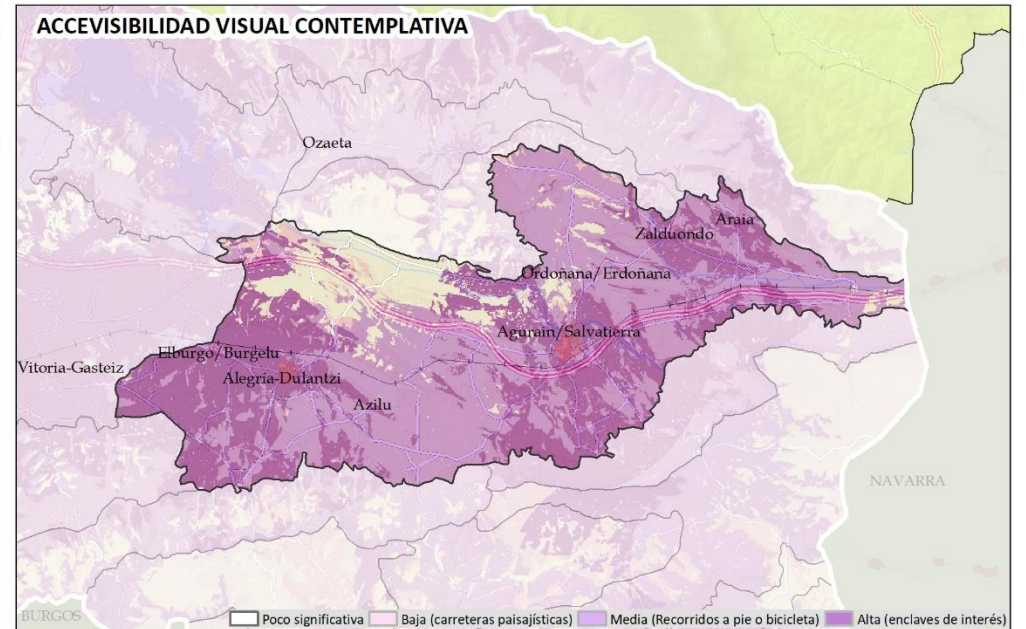 ACCEVISIBILIDAD VISUAL CONTEMPLATIVA
Ozaeta
Araia
Zalduondo
Ordoñana/Erdoñana
Agurain/Salvatierra
Elburgo/Burgelu
Vitoria-Gasteiz
Alegría-Dulantzi
Azilu
NAVARRA
BURGOS
Poco significativa
Baja (carreteras paisajísticas)
Media (Recorridos a pie o bicicleta)
Alta (enclaves de interés)